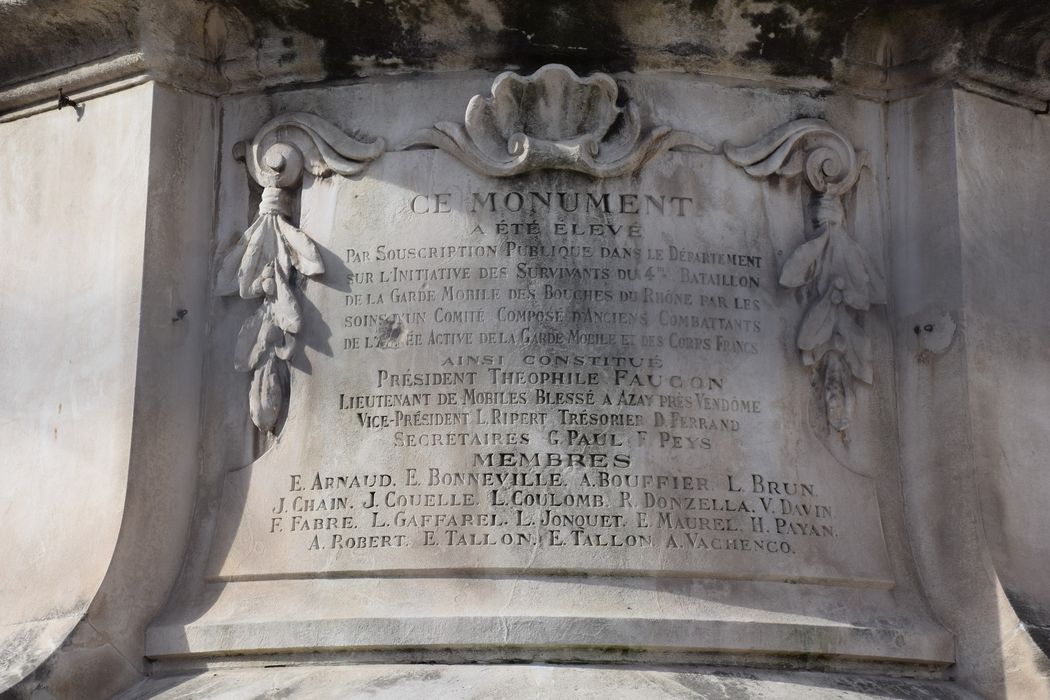 CE MONUMENT
A ÉTÉ ÉLEVÉ
PAR SOUSCRIPTION PUBLIQUE DANS LE DÉPARTEMENT
SUR L'INITIATIVE DES SURVIVANTS DU 4ME BATAILLON
DE LA GARDE MOBILE DES BOUCHES DU RHÔNE PAR LES
SOINS D'UN COMITÉ COMPOSÉ D'ANCIENS COMBATTANTS
DE ACTIVE DE LA GARDE MOBILE ET DES CORPS FRANCS
AINSI CONSTITUÉ
PRÉSIDENT THÉOPHILE FAUCON
LIEUTENANT DE MOBILES BLESSÉ A AZAY PRÈS VENDÔME
VICE-PRÉSIDENT L. RIPERT TRÉSORIER D. FERRAND
SECRETAIRES G. PAUL F. PEYS
MEMBRES
E. ARNAUD. E. BONNEVILLE. A. BOUFFIER. L. BRUN.
J. CHAIN. J. COUELLE. L. COULOMB. R. DONZELLA. V. DAVIN.
F. FABRE. L. GAFFAREL. L. JONQUET. E. MAUREL. H. PAYAN.
A. ROBERT. E. TALLON. E. TALLON. A. VACHENCO.